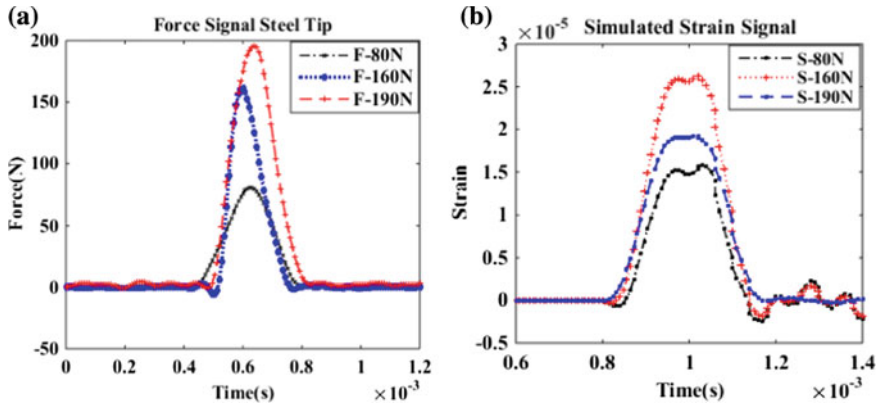 (a)
Force Signal Steel Tip
200
150
100
50
0
-50
Force(N)
F-80N
F-160N
F-190N
0 0.2 0.4 0.6 0.8 1 1.2
Time(s)
×10⁻³
(b)
Simulated Strain Signal
×10⁻⁵
3
2.5
2
1.5
1
0.5
0
-0.5
Strain
S-80N
S-160N
S-190N
0.6 0.8 1 1.2 1.4
Time(s)
×10⁻³